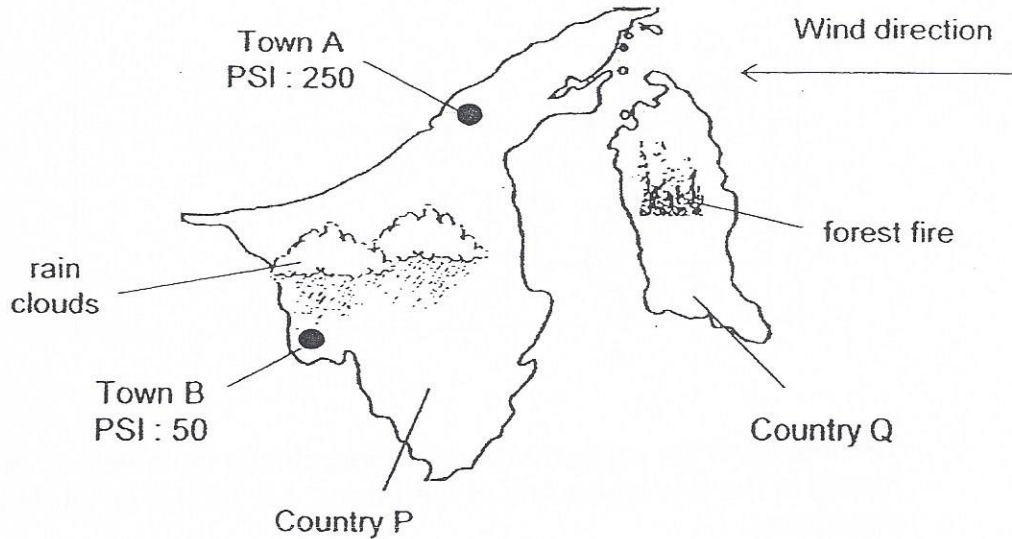 Town A
PSI : 250
Wind direction
forest fire
rain
clouds
Town B
PSI : 50
Country Q
Country P